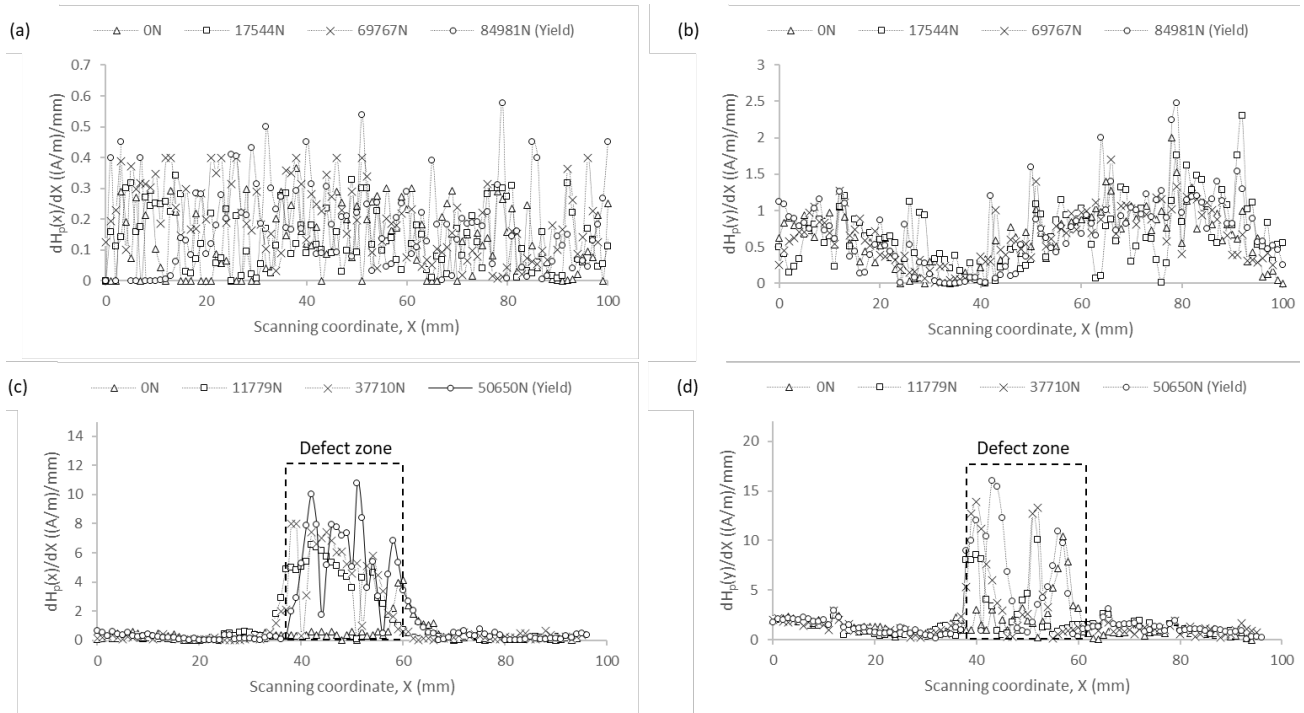 (a)
0N 17544N 69767N 84981N (Yield)
dHp(x)/dX ((A/m)/mm)
0.7
0.6
0.5
0.4
0.3
0.2
0.1
0
0 20 40 60 80 100
Scanning coordinate, X (mm)
(b)
0N 17544N 69767N 84981N (Yield)
dHp(y)/dX ((A/m)/mm)
3
2.5
2
1.5
1
0.5
0
0 20 40 60 80 100
Scanning coordinate, X (mm)
(c)
0N 11779N 37710N 50650N (Yield)
dHp(x)/dX ((A/m)/mm)
14
12
10
8
6
4
2
0
Defect zone
0 20 40 60 80 100
Scanning coordinate, X (mm)
(d)
0N 11779N 37710N 50650N (Yield)
dHp(y)/dX ((A/m)/mm)
20
15
10
5
0
Defect zone
0 20 40 60 80 100
Scanning coordinate, X (mm)